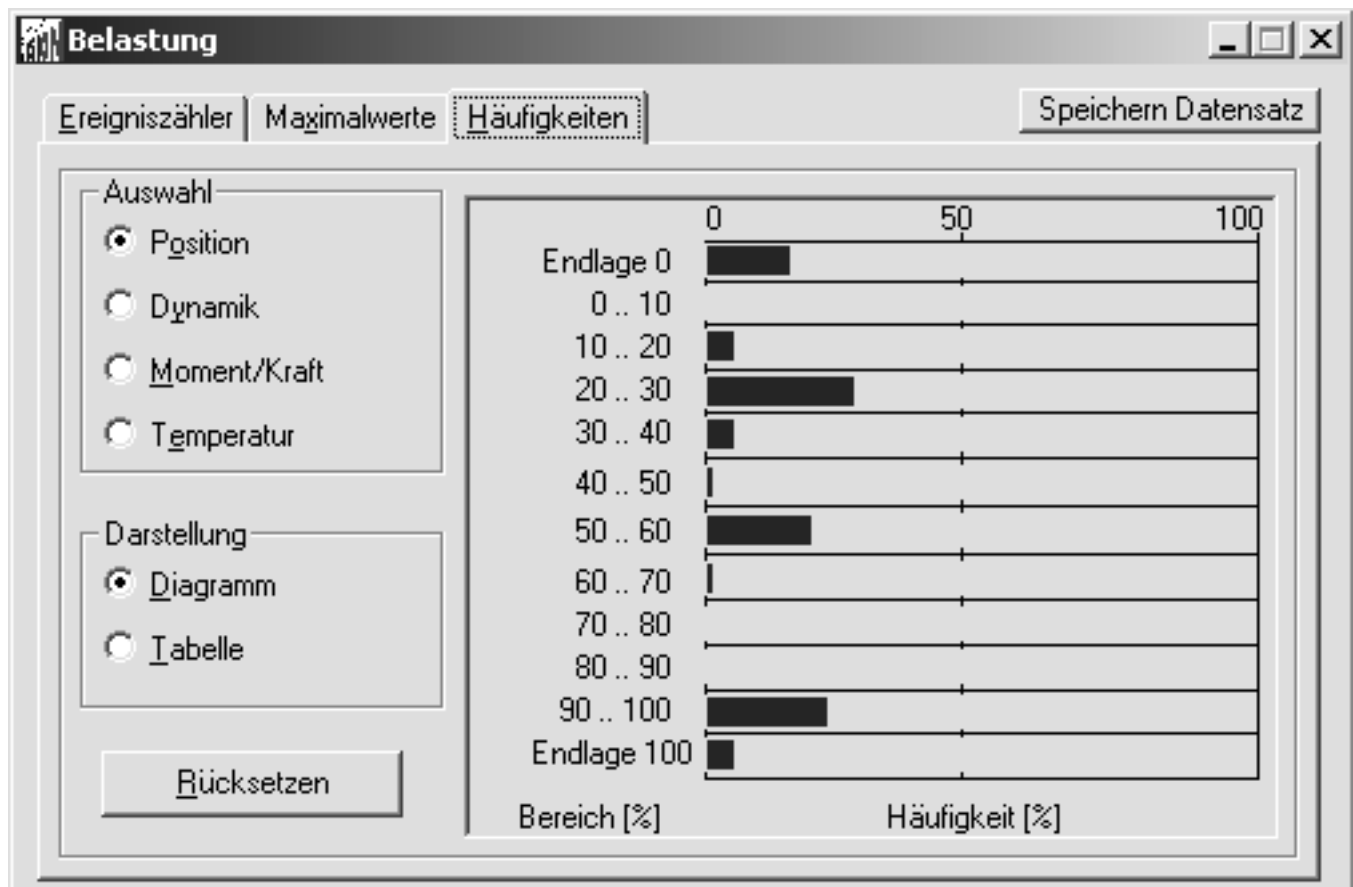 Belastung
Ereigniszähler
Maximalwerte
Häufigkeiten
Speichern Datensatz
Auswahl
Position
Dynamik
Moment/Kraft
Temperatur
Darstellung
Diagramm
Tabelle
Rücksetzen
0 50 100
Endlage 0
0 .. 10
10 .. 20
20 .. 30
30 .. 40
40 .. 50
50 .. 60
60 .. 70
70 .. 80
80 .. 90
90 .. 100
Endlage 100
Bereich [%] Häufigkeit [%]